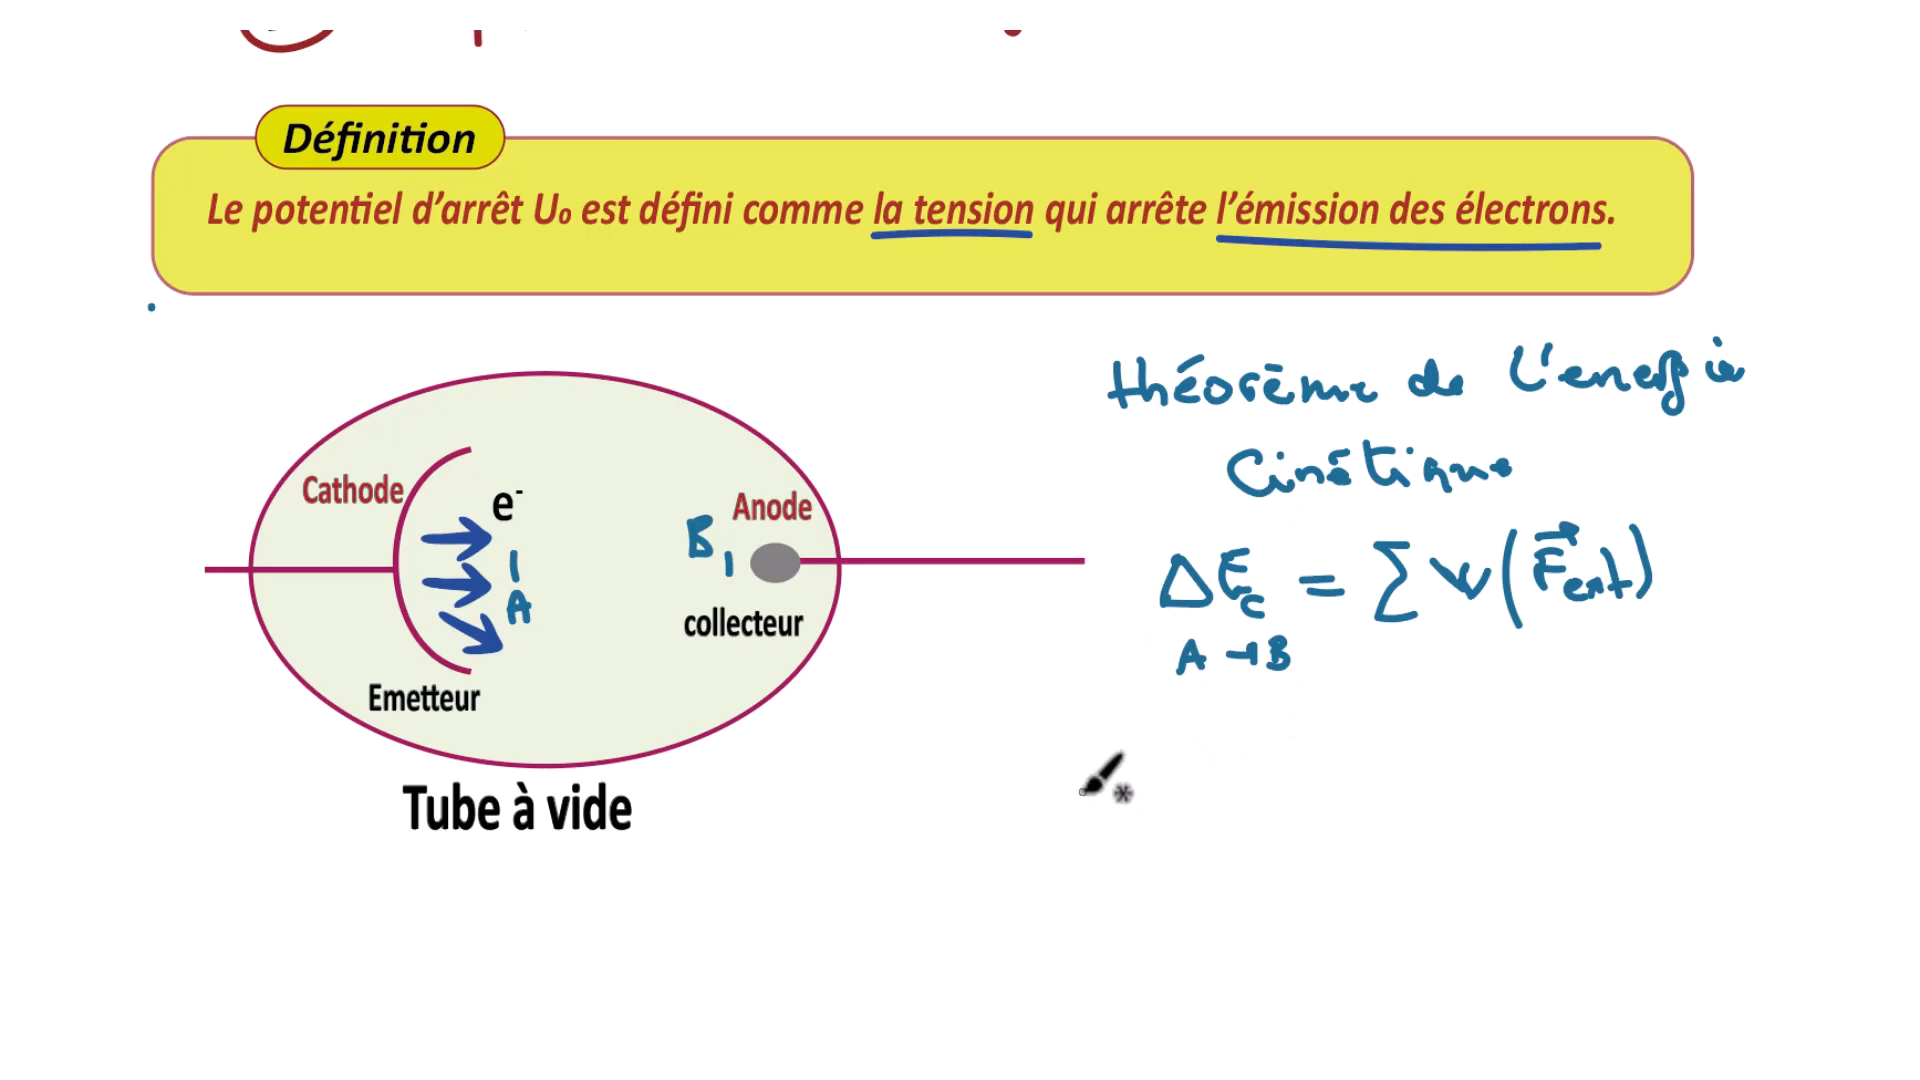 Définition
Le potentiel d’arrêt U₀ est défini comme la tension qui arrête l’émission des électrons.
théorème de l'energie
Cinétique
Cathode
e⁻
A
B
Anode
collecteur
Emetteur
ΔEc = Σ W(F⃗ext)
A → B
Tube à vide